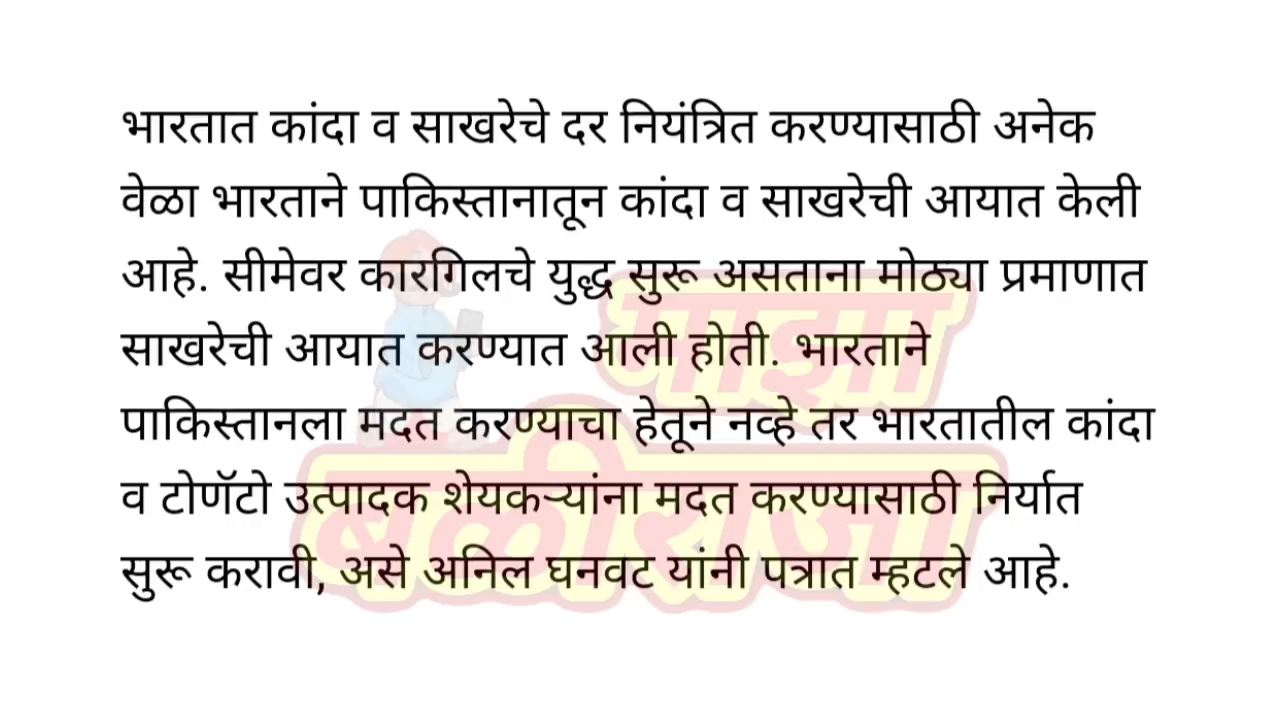 भारतात कांदा व साखरेचे दर नियंत्रित करण्यासाठी अनेक
वेळा भारताने पाकिस्तानातून कांदा व साखरेची आयात केली
आहे. सीमेवर कारगिलचे युद्ध सुरू असताना मोठ्या प्रमाणात
साखरेची आयात करण्यात आली होती. भारताने
पाकिस्तानला मदत करण्याचा हेतूने नव्हे तर भारतातील कांदा
व टोणॅटो उत्पादक शेयकऱ्यांना मदत करण्यासाठी निर्यात
सुरू करावी, असे अनिल घनवट यांनी पत्रात म्हटले आहे.
माझा
बळीराजा